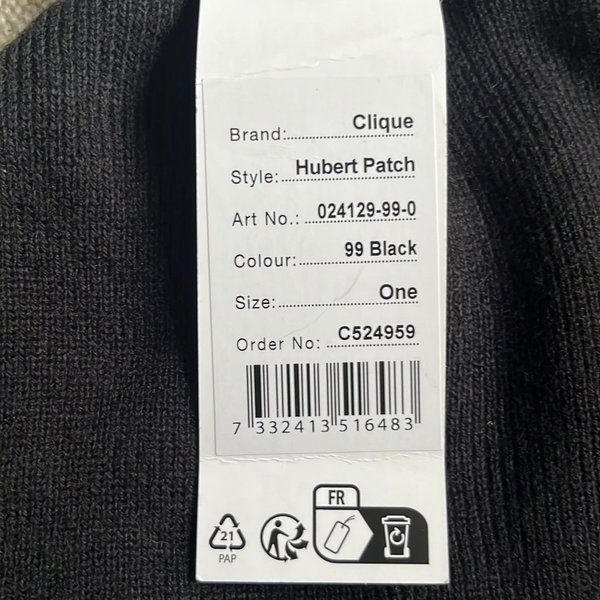 Brand: Clique
Style: Hubert Patch
Art No.: 024129-99-0
Colour: 99 Black
Size: One
Order No: C524959
7 332413 516483
FR
21
PAP